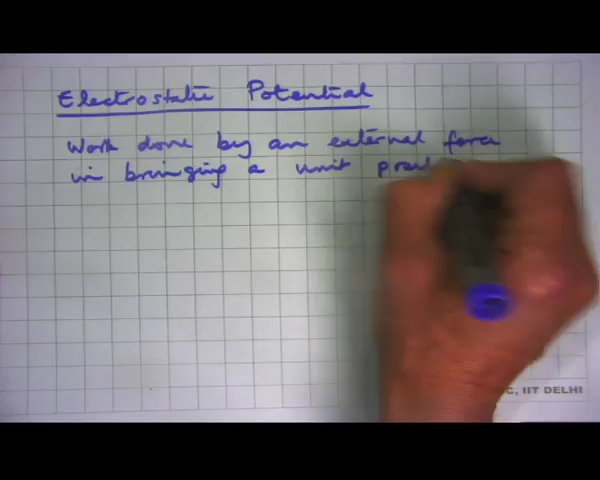 Electrostatic Potential
Work done by an external force
in bringing a unit
C, IIT DELHI